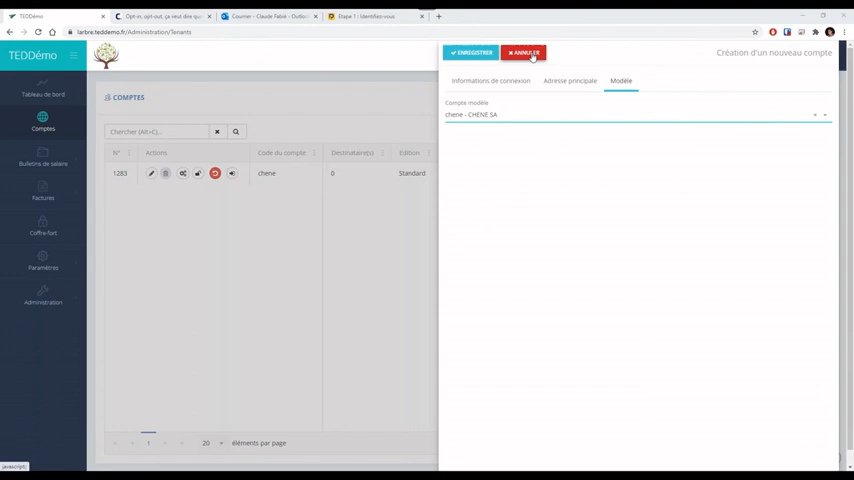 TEDDémo
Opt-in, opt-out, ça veut dire que
Courrier - Claude Fabié - Outloo
Etape 1 : Identifiez-vous
larbre.teddemo.fr/Administration/Tenants
TEDDémo
Tableau de bord
Comptes
Bulletins de salaire
Factures
Coffre-fort
Paramètres
Administration
COMPTES
Chercher (Alt+C)...
N° Actions Code du compte Destinataire(s) Edition
1283 chene 0 Standard
1 20 éléments par page
ENREGISTRER ANNULER Création d'un nouveau compte
Informations de connexion Adresse principale Modèle
Compte modèle
chene - CHENE SA
javascript: